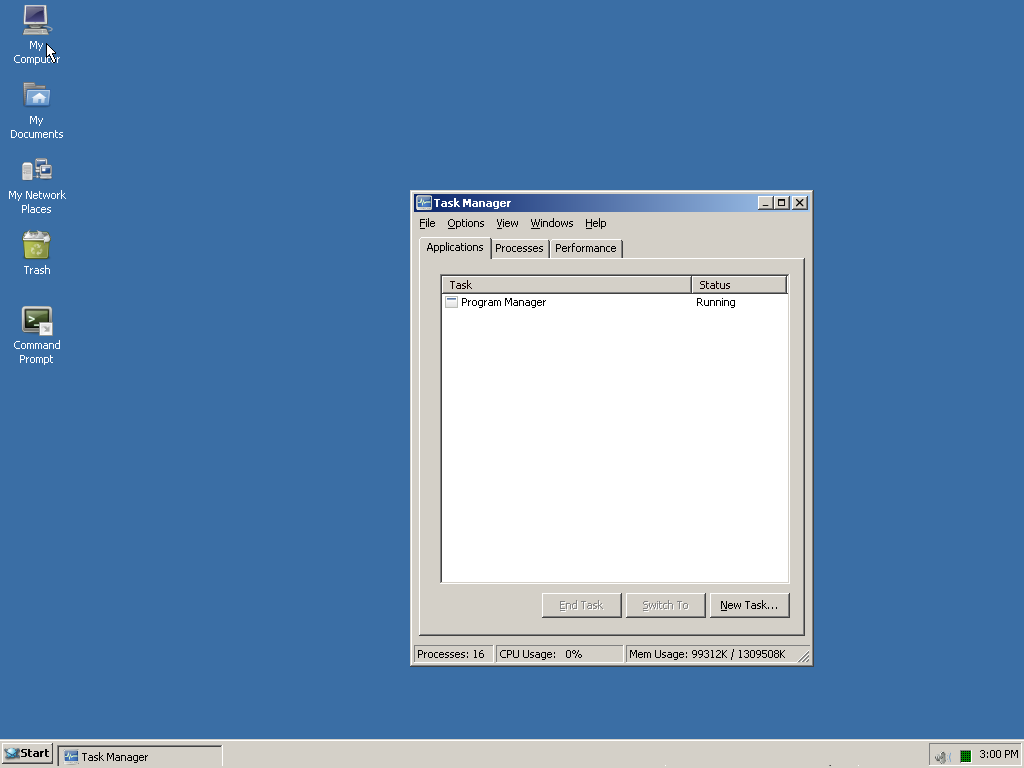 My
Computer
My
Documents
My Network
Places
Trash
Command
Prompt
Task Manager
File Options View Windows Help
Applications Processes Performance
Task Status
Program Manager Running
End Task Switch To New Task...
Processes: 16 CPU Usage: 0% Mem Usage: 99312K / 1309508K
Start Task Manager 3:00 PM